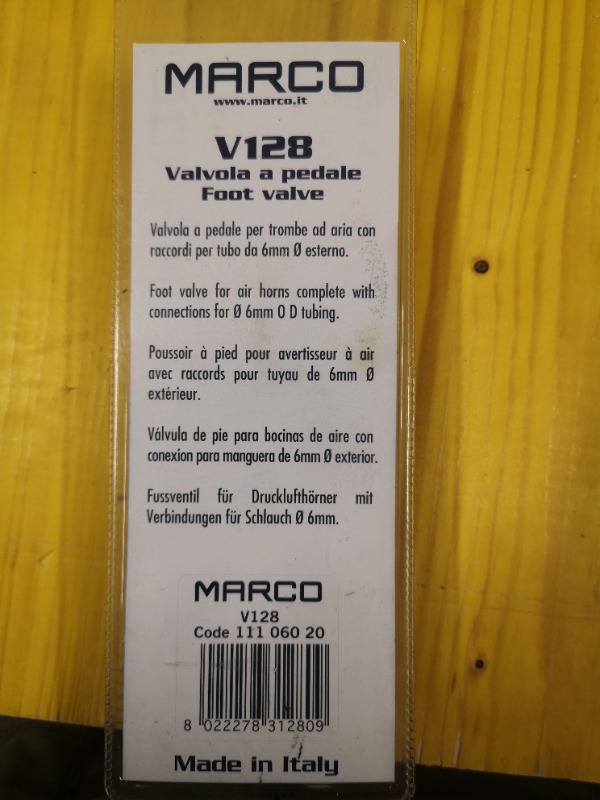 MARCO
www.marco.it
V128
Valvola a pedale
Foot valve
Valvola a pedale per trombe ad aria con
raccordi per tubo da 6mm Ø esterno.
Foot valve for air horns complete with
connections for Ø 6mm O D tubing.
Poussoir à pied pour avertisseur à air
avec raccords pour tuyau de 6mm Ø
extérieur.
Válvula de pie para bocinas de aire con
conexion para manguera de 6mm Ø exterior.
Fussventil für Drucklufthörner mit
Verbindungen für Schlauch Ø 6mm.
MARCO
V128
Code 111 060 20
8 022278 312809
Made in Italy